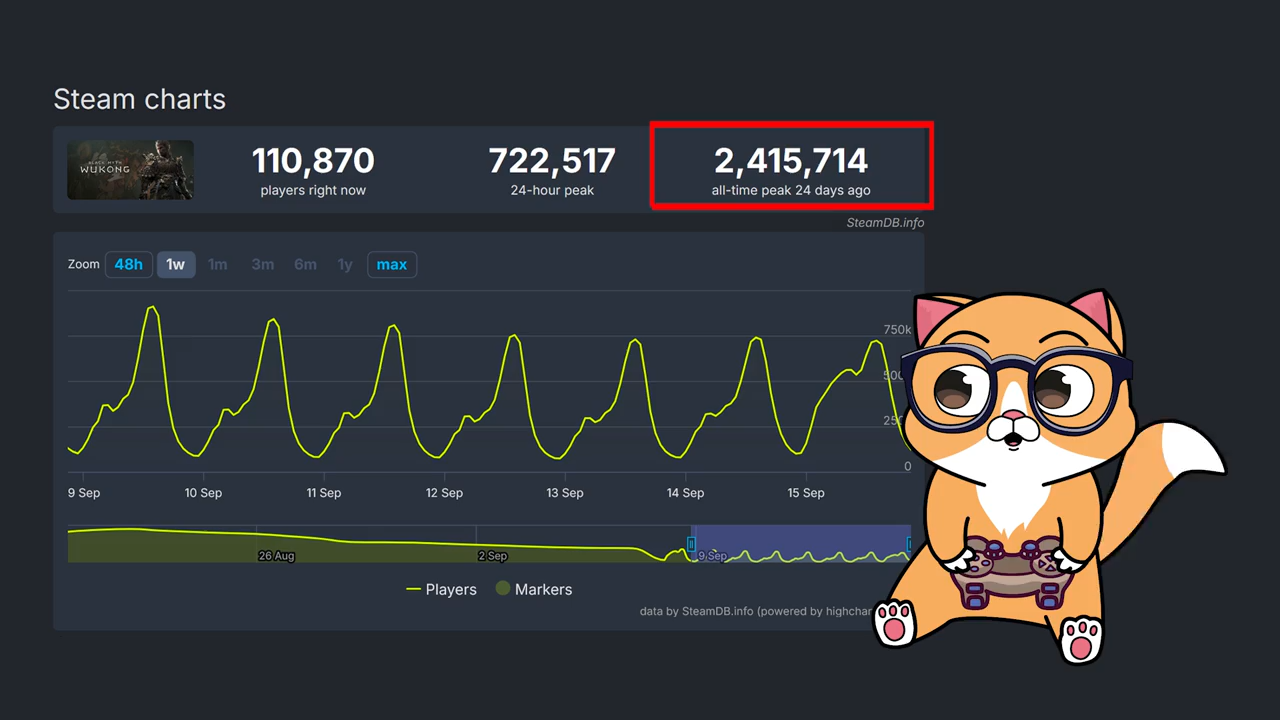 Steam charts
BLACK MYTH
WUKONG
110,870
players right now
722,517
24-hour peak
2,415,714
all-time peak 24 days ago
SteamDB.info
Zoom 48h 1w 1m 3m 6m 1y max
750k
500
250
0
9 Sep 10 Sep 11 Sep 12 Sep 13 Sep 14 Sep 15 Sep
26 Aug 2 Sep 9 Sep
Players Markers
data by SteamDB.info (powered by highchar